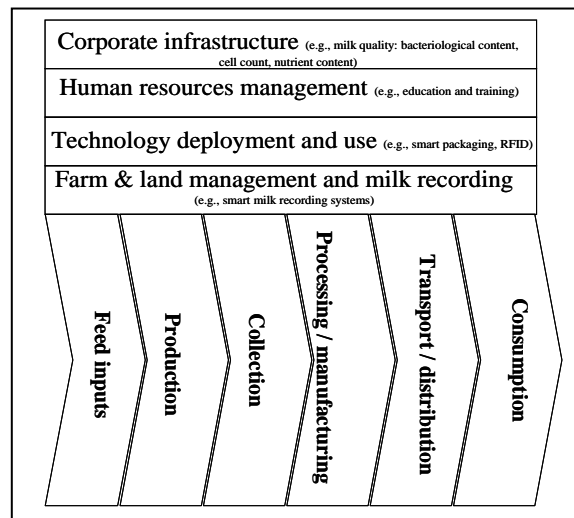 Corporate infrastructure (e.g., milk quality: bacteriological content,
cell count, nutrient content)
Human resources management (e.g., education and training)
Technology deployment and use (e.g., smart packaging, RFID)
Farm & land management and milk recording
(e.g., smart milk recording systems)
Feed inputs
Production
Collection
Processing / manufacturing
Transport / distribution
Consumption